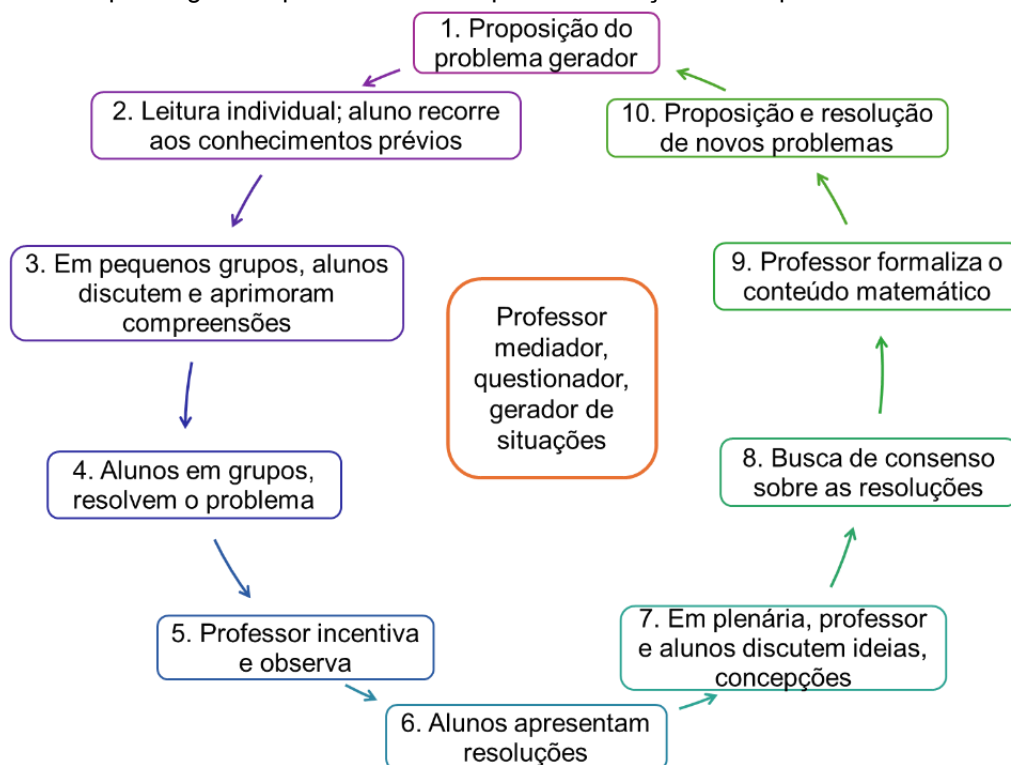 1. Proposição do
problema gerador
2. Leitura individual; aluno recorre
aos conhecimentos prévios
10. Proposição e resolução
de novos problemas
3. Em pequenos grupos, alunos
discutem e aprimoram
compreensões
9. Professor formaliza o
conteúdo matemático
Professor
mediador,
questionador,
gerador de
situações
4. Alunos em grupos,
resolvem o problema
8. Busca de consenso
sobre as resoluções
5. Professor incentiva
e observa
7. Em plenária, professor
e alunos discutem ideias,
concepções
6. Alunos apresentam
resoluções